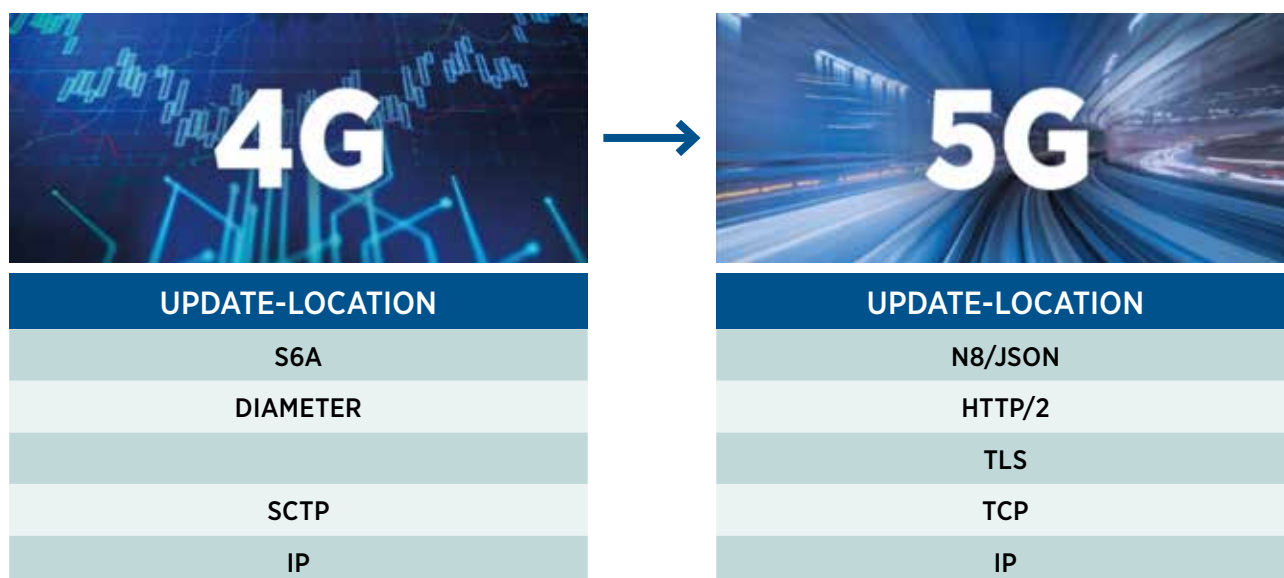 4G
5G
UPDATE-LOCATION
S6A
DIAMETER
SCTP
IP
UPDATE-LOCATION
N8/JSON
HTTP/2
TLS
TCP
IP